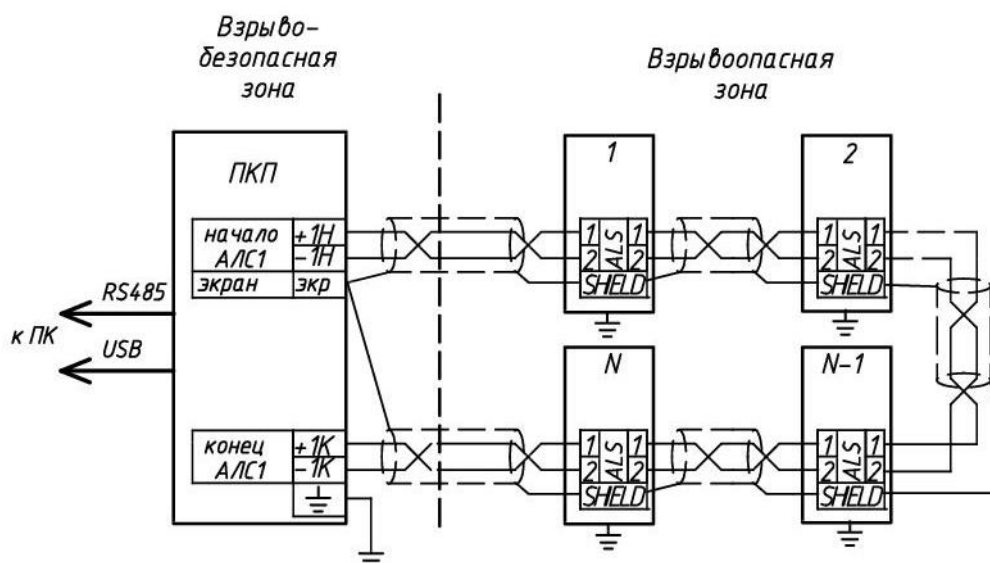 Взрыво-
безопасная
зона
Взрывоопасная
зона
ПКП
начало +1Н
АЛС1 -1Н
экран экр
RS485
к ПК
USB
конец +1К
АЛС1 -1К
1
1 ALS 1
2 2
SHELD
2
1 ALS 1
2 2
SHELD
N
1 ALS 1
2 2
SHELD
N-1
1 ALS 1
2 2
SHELD